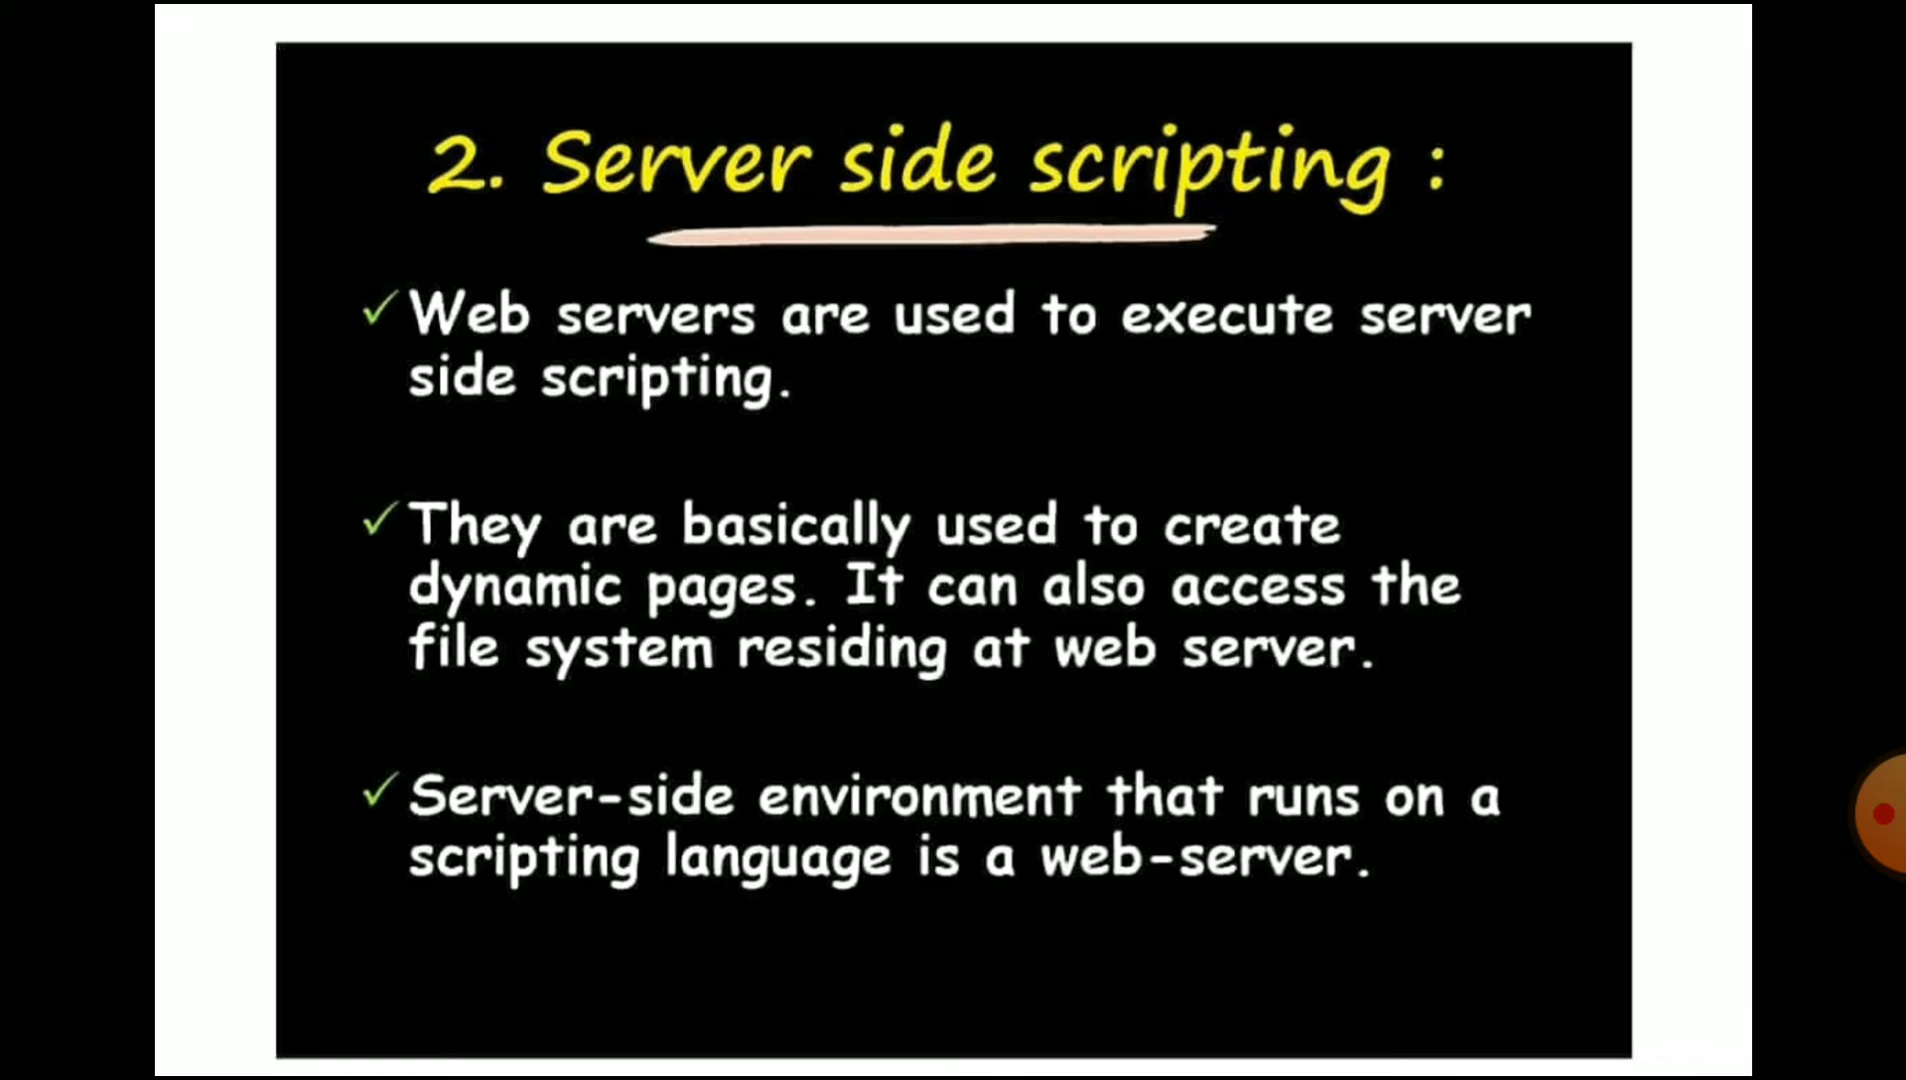 2. Server side scripting :
Web servers are used to execute server
side scripting.
They are basically used to create
dynamic pages. It can also access the
file system residing at web server.
Server-side environment that runs on a
scripting language is a web-server.